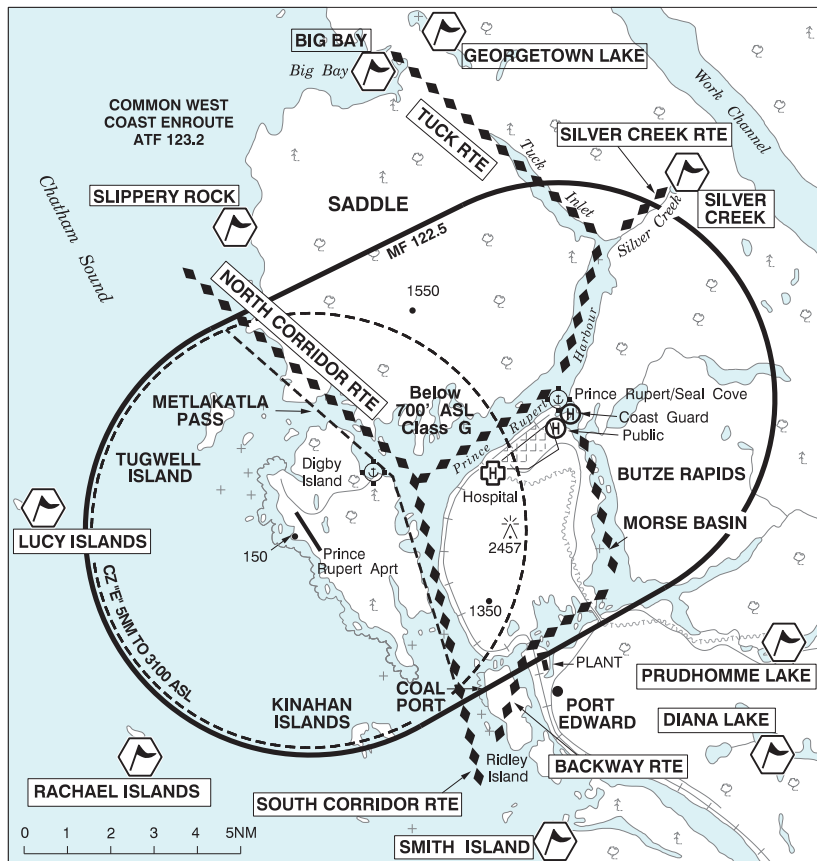 BIG BAY
Big Bay
GEORGETOWN LAKE
Work Channel
COMMON WEST
COAST ENROUTE
ATF 123.2
TUCK RTE
Tuck
Inlet
SILVER CREEK RTE
SILVER
CREEK
Silver Creek
Chatham Sound
SLIPPERY ROCK
SADDLE
MF 122.5
NORTH CORRIDOR RTE
1550
Harbour
METLAKATLA
PASS
Below
700' ASL
Class G
Prince Rupert
Prince Rupert/Seal Cove
Coast Guard
Public
TUGWELL
ISLAND
Digby
Island
H
H
H
Hospital
BUTZE RAPIDS
MORSE BASIN
LUCY ISLANDS
150
Prince
Rupert Aprt
2457
1350
CZ "E" 5NM TO 3100 ASL
PLANT
PRUDHOMME LAKE
COAL
PORT
PORT
EDWARD
KINAHAN
ISLANDS
DIANA LAKE
Ridley
Island
BACKWAY RTE
RACHAEL ISLANDS
SOUTH CORRIDOR RTE
SMITH ISLAND
0 1 2 3 4 5NM